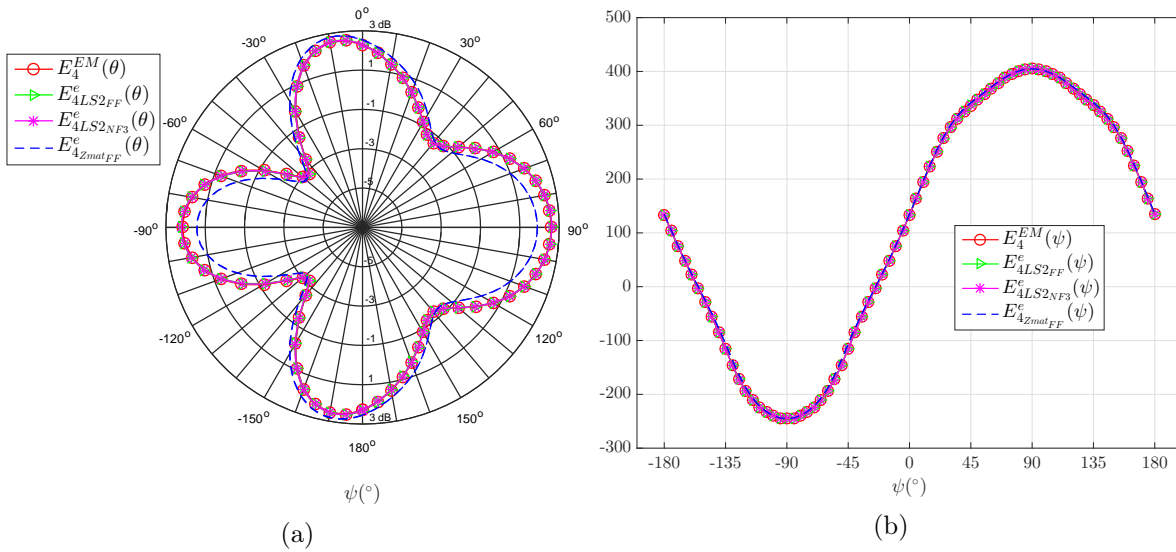 0°
3 dB
-30°
30°
1
-60°
60°
-1
-3
-5
-90°
90°
-5
-3
-120°
120°
-1
-150°
150°
1
3 dB
180°
E_4^{EM}(θ)
E^e_{4LS2_{FF}}(θ)
E^e_{4LS2_{NF3}}(θ)
E^e_{4_{Zmat_{FF}}}(θ)
ψ(°)
(a)
500
400
300
200
100
0
-100
-200
-300
-180 -135 -90 -45 0 45 90 135 180
ψ(°)
E_4^{EM}(ψ)
E^e_{4LS2_{FF}}(ψ)
E^e_{4LS2_{NF3}}(ψ)
E^e_{4_{Zmat_{FF}}}(ψ)
(b)